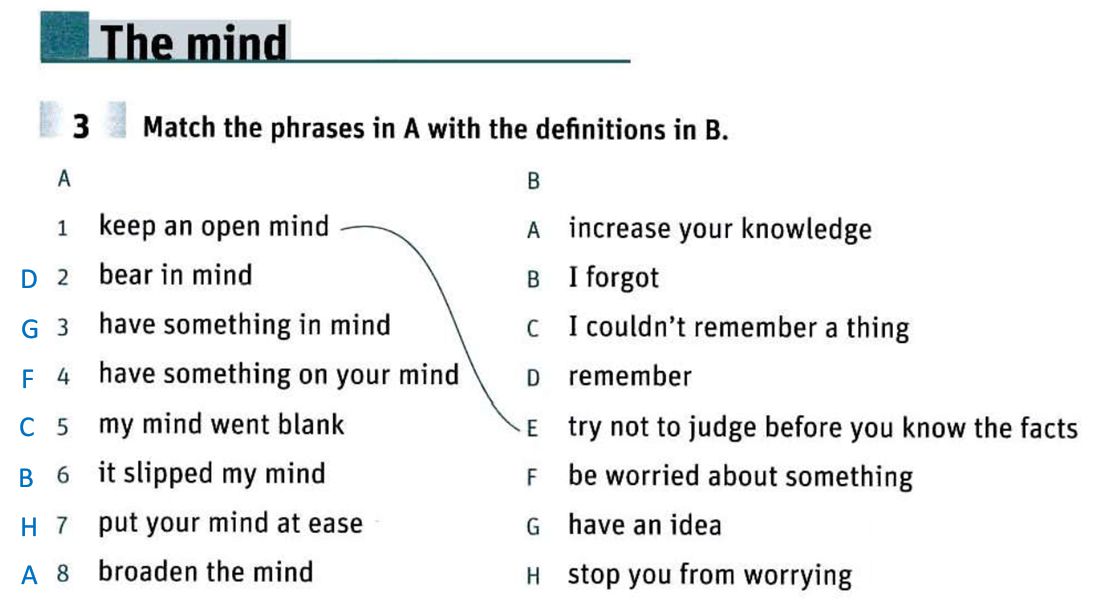 The mind
3 Match the phrases in A with the definitions in B.
A B
1 keep an open mind A increase your knowledge
D 2 bear in mind B I forgot
G 3 have something in mind C I couldn't remember a thing
F 4 have something on your mind D remember
C 5 my mind went blank E try not to judge before you know the facts
B 6 it slipped my mind F be worried about something
H 7 put your mind at ease G have an idea
A 8 broaden the mind H stop you from worrying